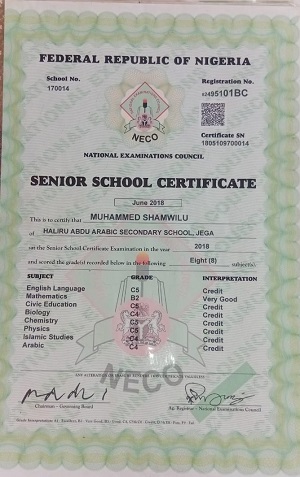 FEDERAL REPUBLIC OF NIGERIA
School No. Registration No.
170014 62495101BC
NECO
Certificate SN
1805109700014
NATIONAL EXAMINATIONS COUNCIL
SENIOR SCHOOL CERTIFICATE
June 2018
This is to certify that MUHAMMED SHAMWILU
of HALIRU ABDU ARABIC SECONDARY SCHOOL, JEGA
sat the Senior School Certificate Examination in the year 2018
and scored the grade(s) recorded below in the following Eight (8) subject(s).
SUBJECT GRADE INTERPRETATION
English Language C5 Credit
Mathematics B2 Very Good
Civic Education C5 Credit
Biology C4 Credit
Chemistry C5 Credit
Physics C5 Credit
Islamic Studies C4 Credit
Arabic C4 Credit
NECO
Chairman - Governing Board Ag. Registrar - National Examinations Council